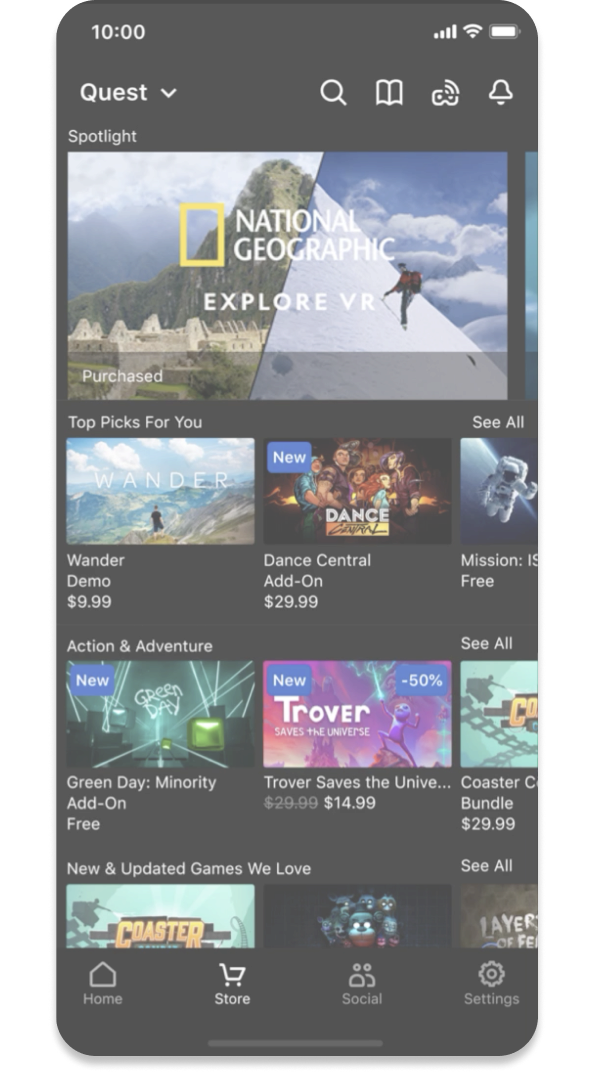 10:00
Quest
Spotlight
NATIONAL
GEOGRAPHIC
EXPLORE VR
Purchased
Top Picks For You See All
WANDER
New
DANCE
CENTRAL
Wander
Demo
$9.99
Dance Central
Add-On
$29.99
Mission: IS
Free
Action & Adventure See All
New
GREEN
DAY
New
-50%
Trover
SAVES thE UNIVERSE
Green Day: Minority
Add-On
Free
Trover Saves the Unive...
$29.99 $14.99
Coaster C
Bundle
$29.99
New & Updated Games We Love See All
COASTER
LAYER
OF FE
Home
Store
Social
Settings